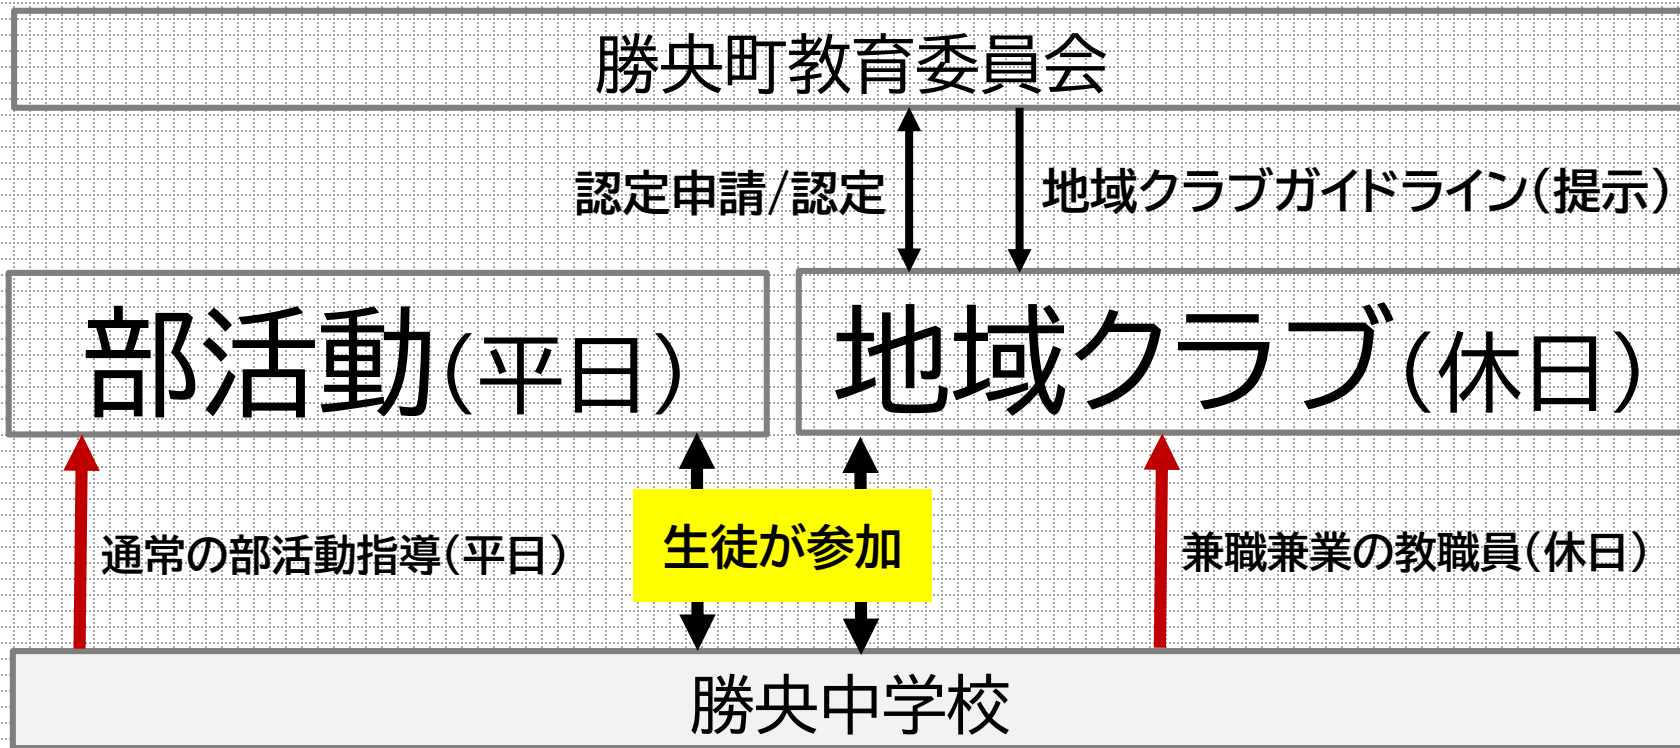 勝央町教育委員会
認定申請/認定
地域クラブガイドライン(提示)
部活動(平日)
地域クラブ(休日)
通常の部活動指導(平日)
生徒が参加
兼職兼業の教職員(休日)
勝央中学校